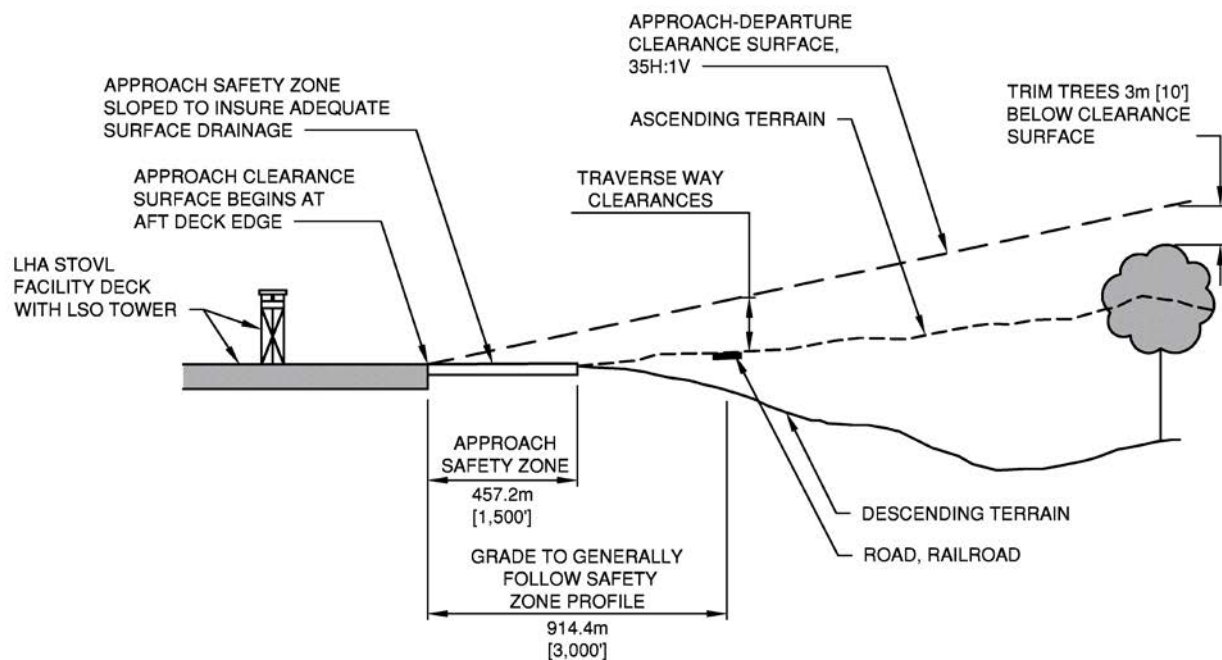 APPROACH-DEPARTURE
CLEARANCE SURFACE,
35H:1V
APPROACH SAFETY ZONE
SLOPED TO INSURE ADEQUATE
SURFACE DRAINAGE
TRIM TREES 3m [10']
BELOW CLEARANCE
SURFACE
ASCENDING TERRAIN
APPROACH CLEARANCE
SURFACE BEGINS AT
AFT DECK EDGE
TRAVERSE WAY
CLEARANCES
LHA STOVL
FACILITY DECK
WITH LSO TOWER
APPROACH
SAFETY ZONE
457.2m
[1,500']
DESCENDING TERRAIN
ROAD, RAILROAD
GRADE TO GENERALLY
FOLLOW SAFETY
ZONE PROFILE
914.4m
[3,000']